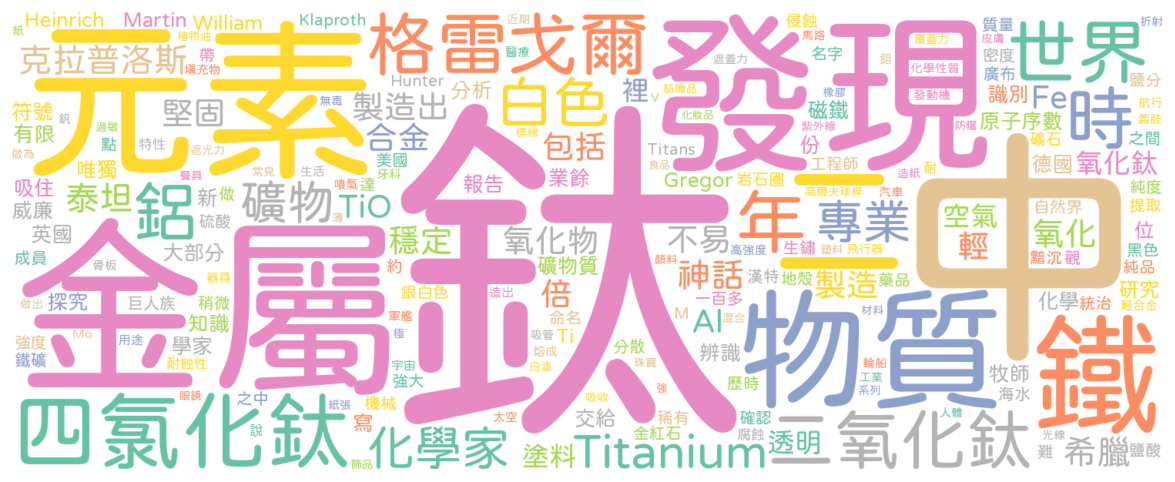 鈦
金屬
元素
發現
中
物質
鐵
四氯化鈦
二氧化鈦
格雷戈爾
世界
時
白色
年
專業
鋁
Titanium
化學家
礦物
克拉普洛斯
製造出
合金
堅固
包括
裡
磁鐵
Fe
識別
原子序數
氧化鈦
德國
空氣
輕
氧化
氧化物
不易
穩定
TiO
泰坦
神話
製造
倍
Al
一
Heinrich
Martin
William
Klaproth
Hunter
Gregor
Titans
Ti
M
Mo
V
紙
帶
植物油
填充物
近期
醫療
遮蓋力
侵蝕
馬路
名字
鉬
覆蓋力
化學性質
發動機
質量
皮膚
密度
廣布
折射
鹽分
航行
義肢
符號
有限
釩
過敏
點
無毒
特性
分析
標線
紡織品
化妝品
橡膠
紫外線
份
防曬
礦石
之間
工程師
岩石圈
食品
業餘
報告
美國
牙科
生活
常見
遮光力
餐具
做為
唯獨
吸住
威廉
新
做
噴氣
達
硫酸
薄
英國
大部分
成員
骨板
器具
約
礦物質
銀白色
造出
高強度
塑料
飛行器
顏料
生鏽
高爾夫球桿
汽車
造紙
耐
純度
提取
自然界
位
黑色
黯沉
觀
純品
研究
輕合金
統治
化學
藥品
地殼
漢特
一百多
混合
材料
命名
吸管
軍艦
極
稍微
巨人族
做出
探究
知識
強度
用途
鐵礦
學家
耐蝕性
宇宙
強大
熔成
白漆
分散
珠寶
辨識
強
歷時
輪船
工業
系列
牧師
海水
眼鏡
紙張
之中
說
機械
寫
飾品
太空
吸收
交給
稀有
確認
金紅石
腐蝕
塗料
透明
人體
光線
難
希臘
鹽酸